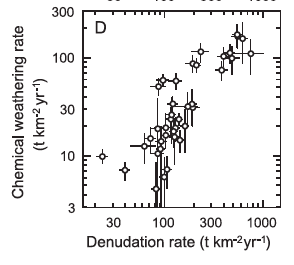 300
D
100
30
10
3
Chemical weathering rate
(t km-2 yr-1)
30
100
300
1000
Denudation rate (t km-2yr-1)